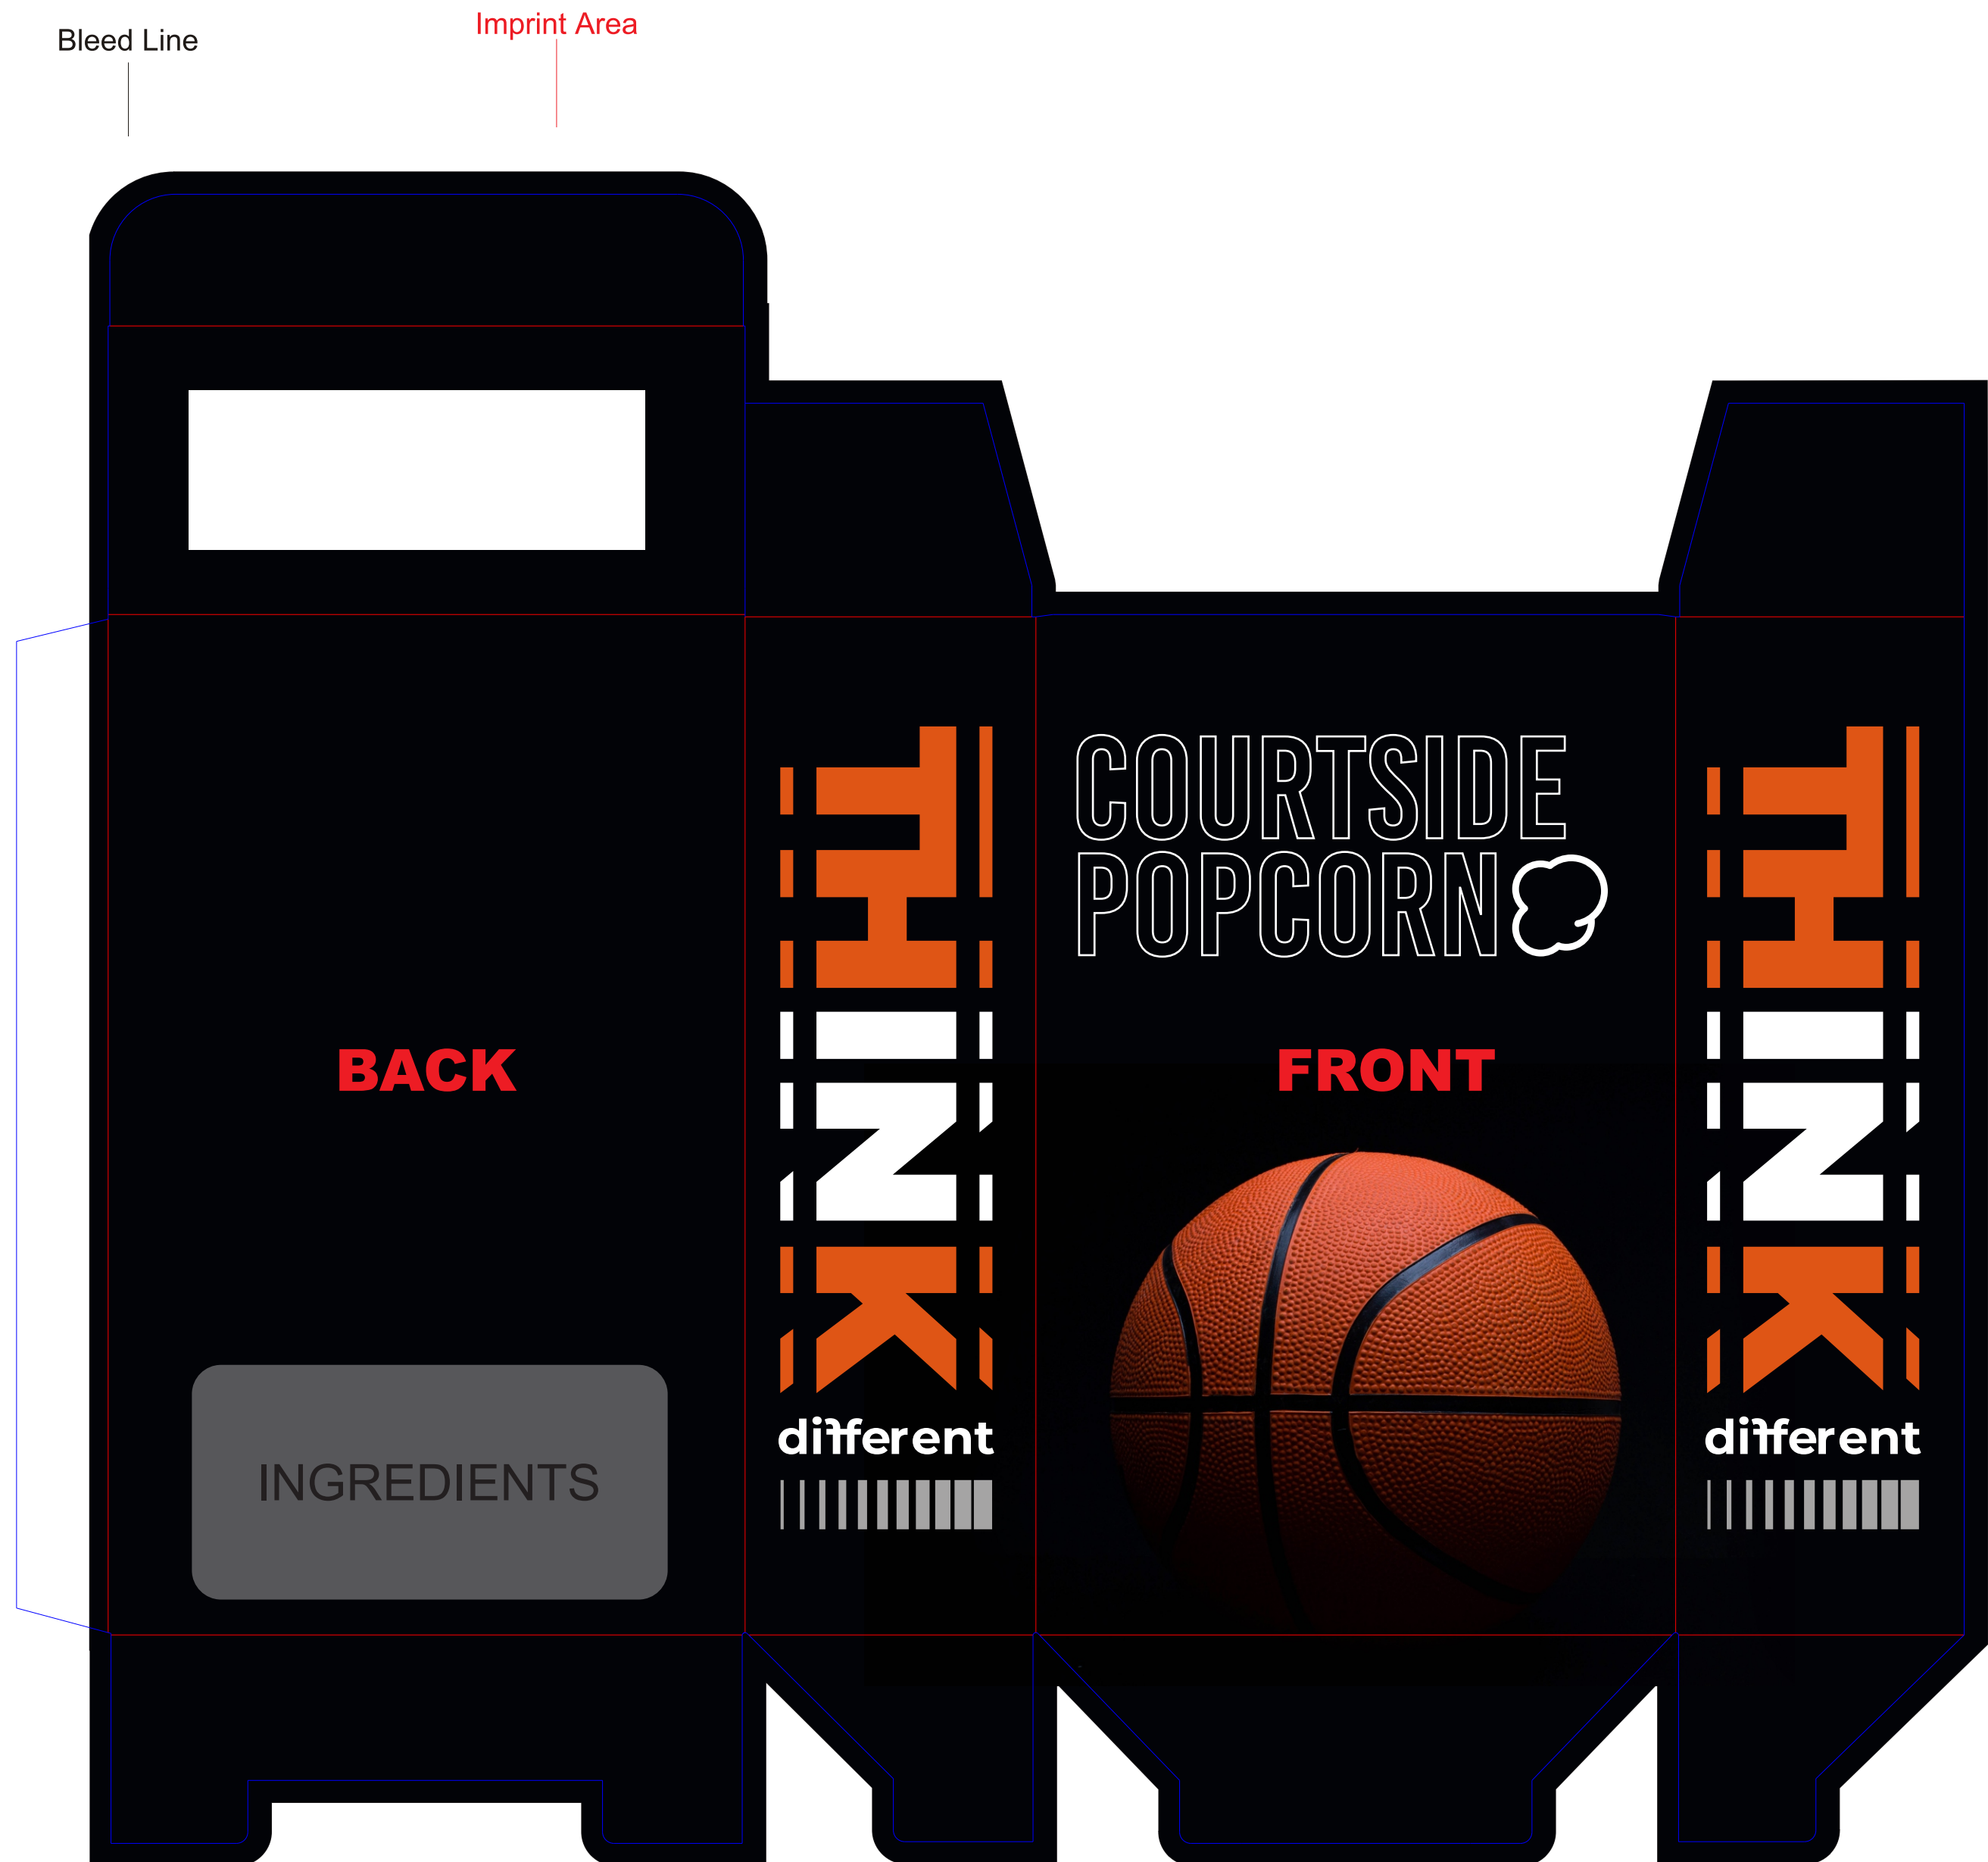 Bleed Line
Imprint Area
BACK
INGREDIENTS
THINK
different
COURTSIDE
POPCORN
FRONT
THINK
different